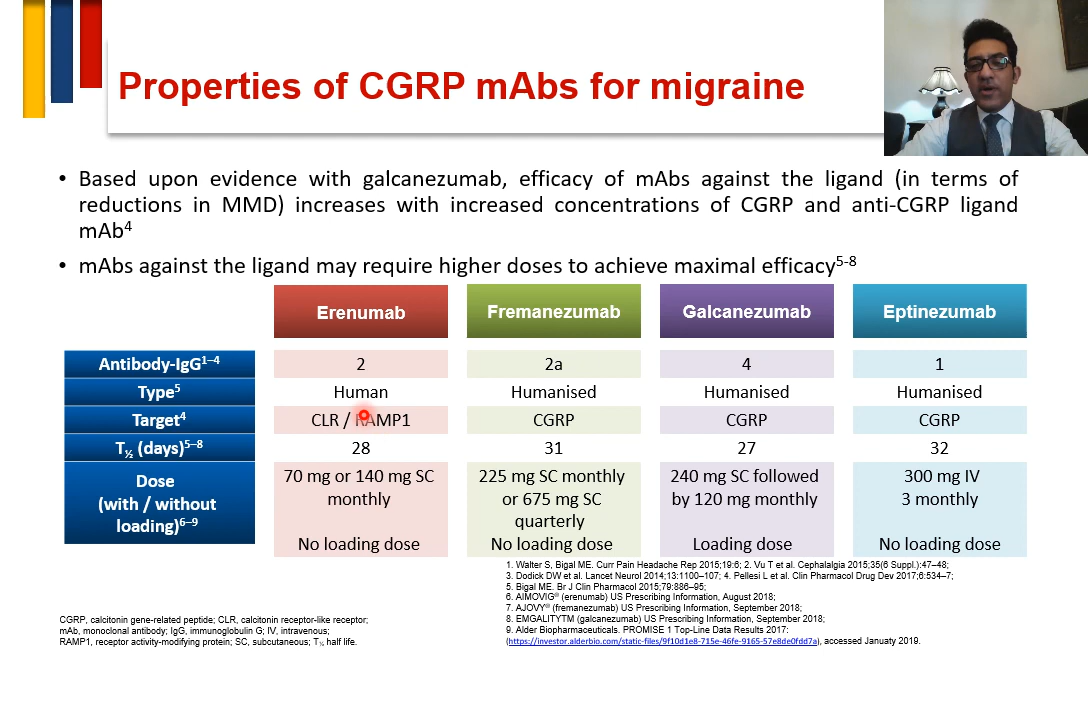 Properties of CGRP mAbs for migraine
• Based upon evidence with galcanezumab, efficacy of mAbs against the ligand (in terms of
reductions in MMD) increases with increased concentrations of CGRP and anti-CGRP ligand
mAb4
• mAbs against the ligand may require higher doses to achieve maximal efficacy5-8
Erenumab Fremanezumab Galcanezumab Eptinezumab
Antibody-IgG1–4 2 2a 4 1
Type5 Human Humanised Humanised Humanised
Target4 CLR / RAMP1 CGRP CGRP CGRP
T½ (days)5–8 28 31 27 32
Dose
(with / without
loading)6–9
70 mg or 140 mg SC
monthly
No loading dose
225 mg SC monthly
or 675 mg SC
quarterly
No loading dose
240 mg SC followed
by 120 mg monthly
Loading dose
300 mg IV
3 monthly
No loading dose
1. Walter S, Bigal ME. Curr Pain Headache Rep 2015;19:6; 2. Vu T et al. Cephalalgia 2015;35(6 Suppl.):47–48;
3. Dodick DW et al. Lancet Neurol 2014;13:1100–107; 4. Pellesi L et al. Clin Pharmacol Drug Dev 2017;6:534–7;
5. Bigal ME. Br J Clin Pharmacol 2015;79:886–95;
6. AIMOVIG® (erenumab) US Prescribing Information, August 2018;
7. AJOVY® (fremanezumab) US Prescribing Information, September 2018;
8. EMGALITYTM (galcanezumab) US Prescribing Information, September 2018;
9. Alder Biopharmaceuticals. PROMISE 1 Top-Line Data Results 2017:
(https://investor.alderbio.com/static-files/9f10d1e8-715e-46fe-9165-57e8de0fdd7a), accessed January 2019.
CGRP, calcitonin gene-related peptide; CLR, calcitonin receptor-like receptor;
mAb, monoclonal antibody; IgG, immunoglobulin G; IV, intravenous;
RAMP1, receptor activity-modifying protein; SC, subcutaneous; T½ half life.